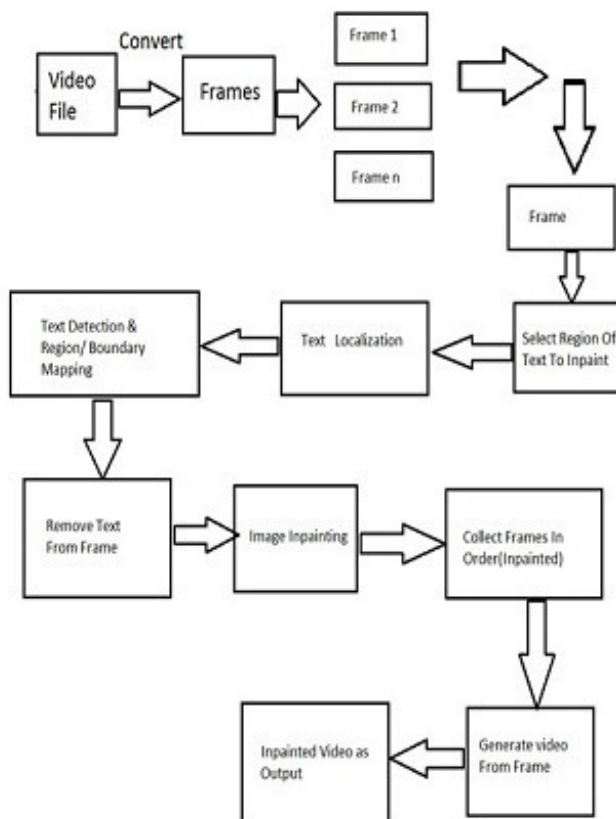 Convert
Video
File
Frames
Frame 1
Frame 2
Frame n
Frame
Select Region Of
Text To Inpaint
Text Localization
Text Detection &
Region/ Boundary
Mapping
Remove Text
From Frame
Image Inpainting
Collect Frames In
Order(Inpainted)
Generate video
From Frame
Inpainted Video as
Output